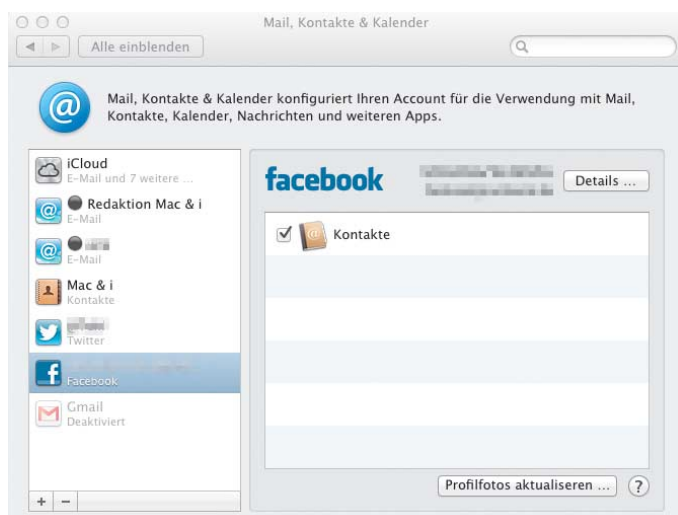 Mail, Kontakte & Kalender
Alle einblenden
Mail, Kontakte & Kalender konfiguriert Ihren Account für die Verwendung mit Mail,
Kontakte, Kalender, Nachrichten und weiteren Apps.
iCloud
E-Mail und 7 weitere ...
Redaktion Mac & i
E-Mail
E-Mail
Mac & i
Kontakte
Twitter
Facebook
Gmail
Deaktiviert
+ −
facebook
Details ...
Kontakte
Profilfotos aktualiseren ...
?